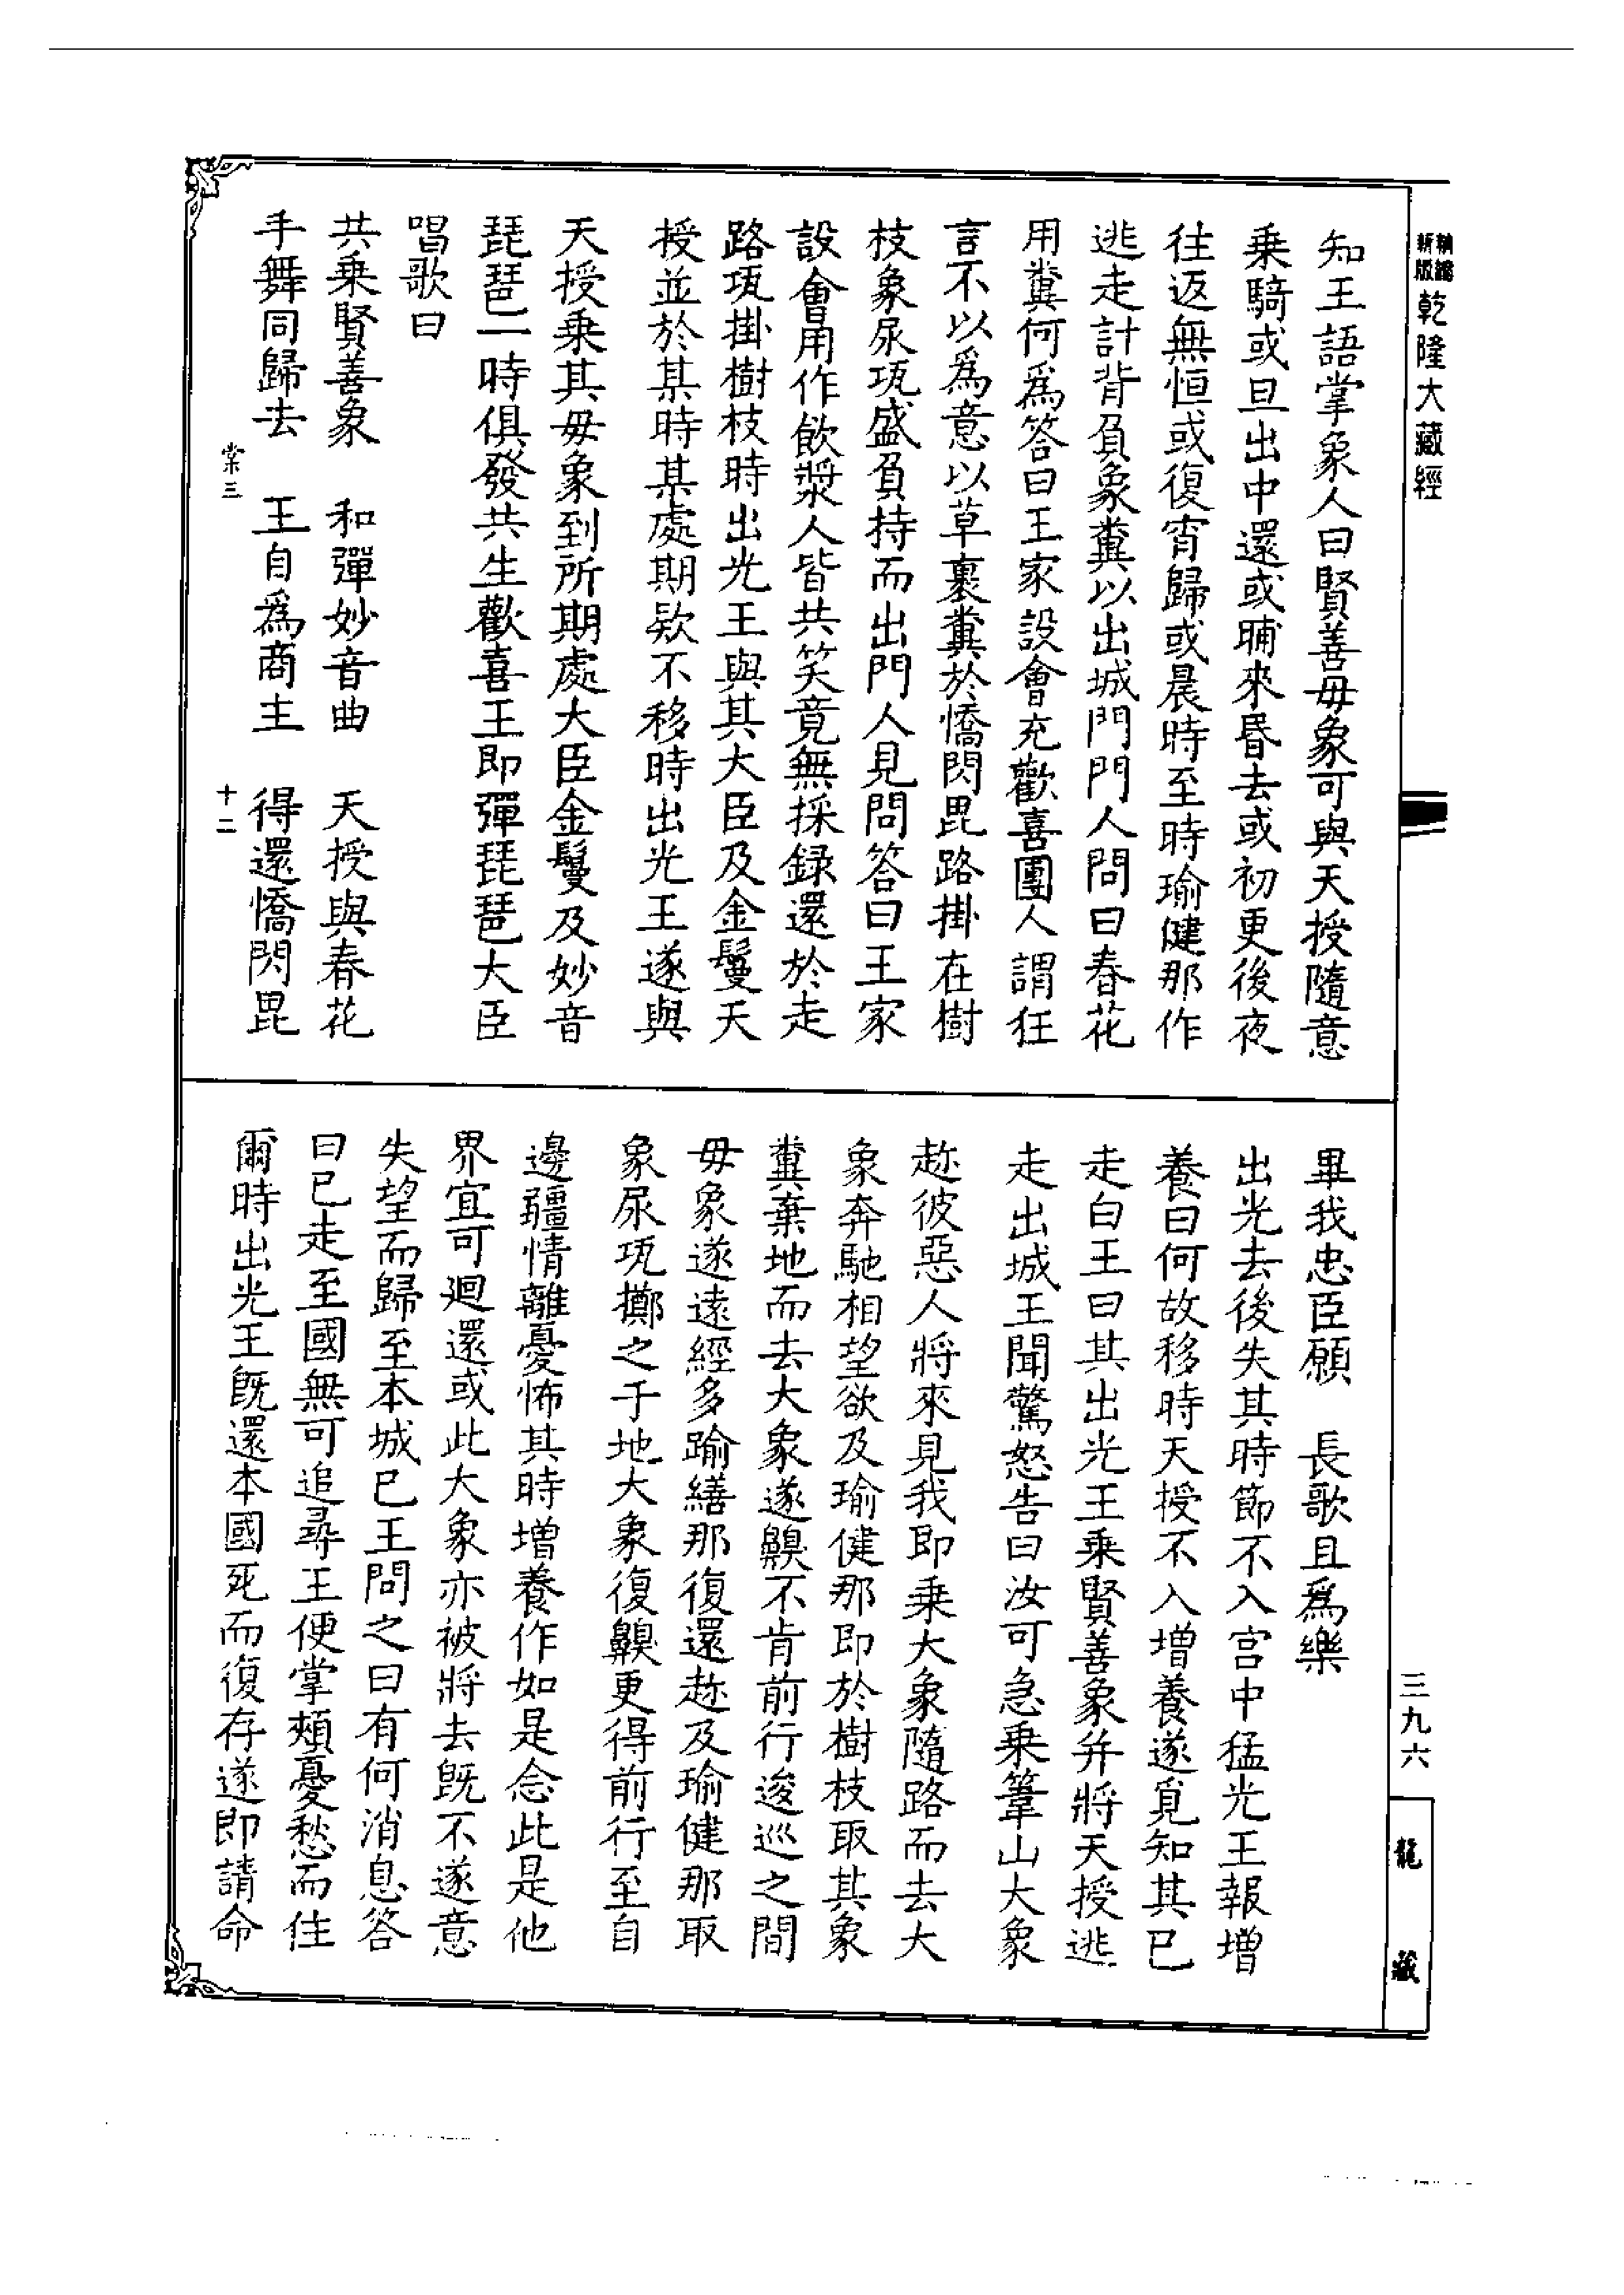 新編
新版
乾隆大藏經
知王語掌象人曰賢善毋象可與天授隨意
乗騎或旦出中還或晡來昬去或初更後夜
往返無恒或復宵歸或晨時至時瑜健那作
逃走計背負象糞以出城門門人問曰春花
用糞何爲答曰王家設會充歡喜團人謂狂
言不以爲意以草裹糞於憍閃毘路掛在樹
枝象尿瓨盛負持而出門人見問答曰王家
設會用作飲漿人皆共笑竟無採録還於走
路瓨掛樹枝時出光王與其大臣及金鬘天
授並於某時某處期款不移時出光王遂與
天授乗其毋象到所期處大臣金鬘及妙音
琵琶一時俱發共生歡喜王即彈琵琶大臣
唱歌曰
共乗賢善象　和彈妙音曲　天授與春花
手舞同歸去　王自爲商主　得還憍閃毘
棠三　十二
畢我忠臣願　長歌且爲樂
出光去後失其時節不入宫中猛光王報增
養曰何故移時天授不入增養遂覓知其已
走白王曰其出光王乗賢善象并將天授逃
走出城王聞驚怒告曰汝可急乗葦山大象
趂彼惡人將來見我即乗大象隨路而去大
象奔馳相望欲及瑜健那即於樹枝取其象
糞棄地而去大象遂齅不肯前行逡巡之間
毋象遂遠經多踰繕那復還趂及瑜健那取
象尿瓨擲之于地大象復齅更得前行至自
邊疆情離憂怖其時增養作如是念此是他
界宜可迴還或此大象亦被將去旣不遂意
失望而歸至本城已王問之曰有何消息答
曰已走至國無可追尋王便掌頰憂愁而住
爾時出光王旣還本國死而復存遂即請命
三九六
龍藏